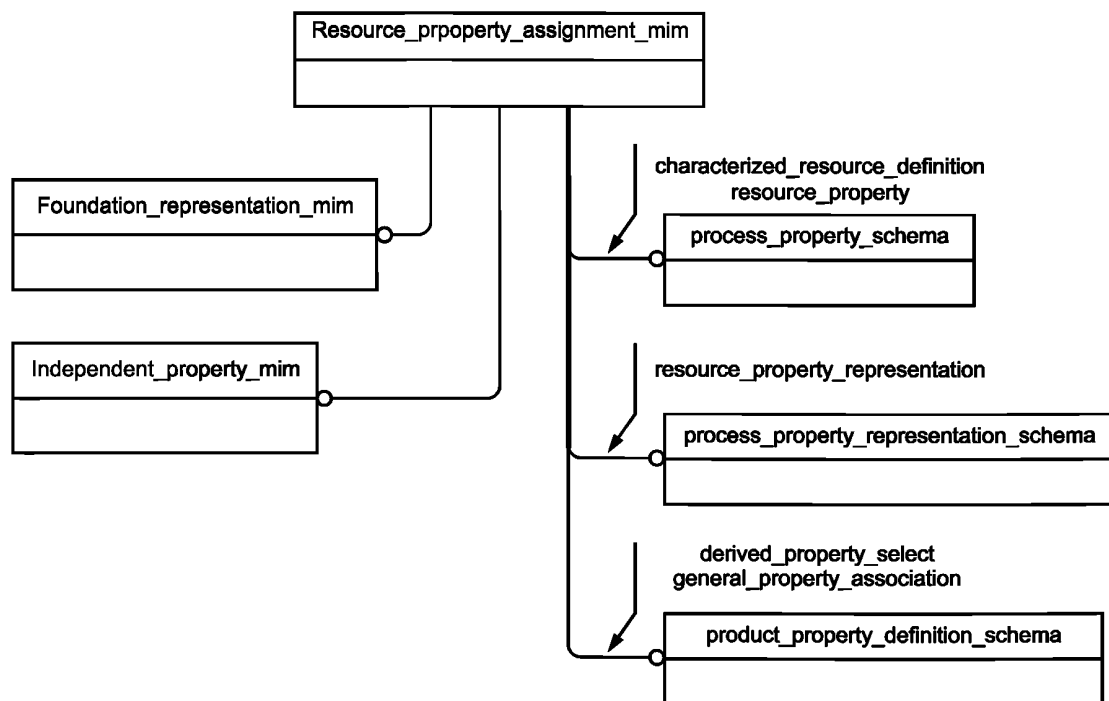 Resource_prpoperty_assignment_mim
characterized_resource_definition
resource_property
Foundation_representation_mim
process_property_schema
Independent_property_mim
resource_property_representation
process_property_representation_schema
derived_property_select
general_property_association
product_property_definition_schema